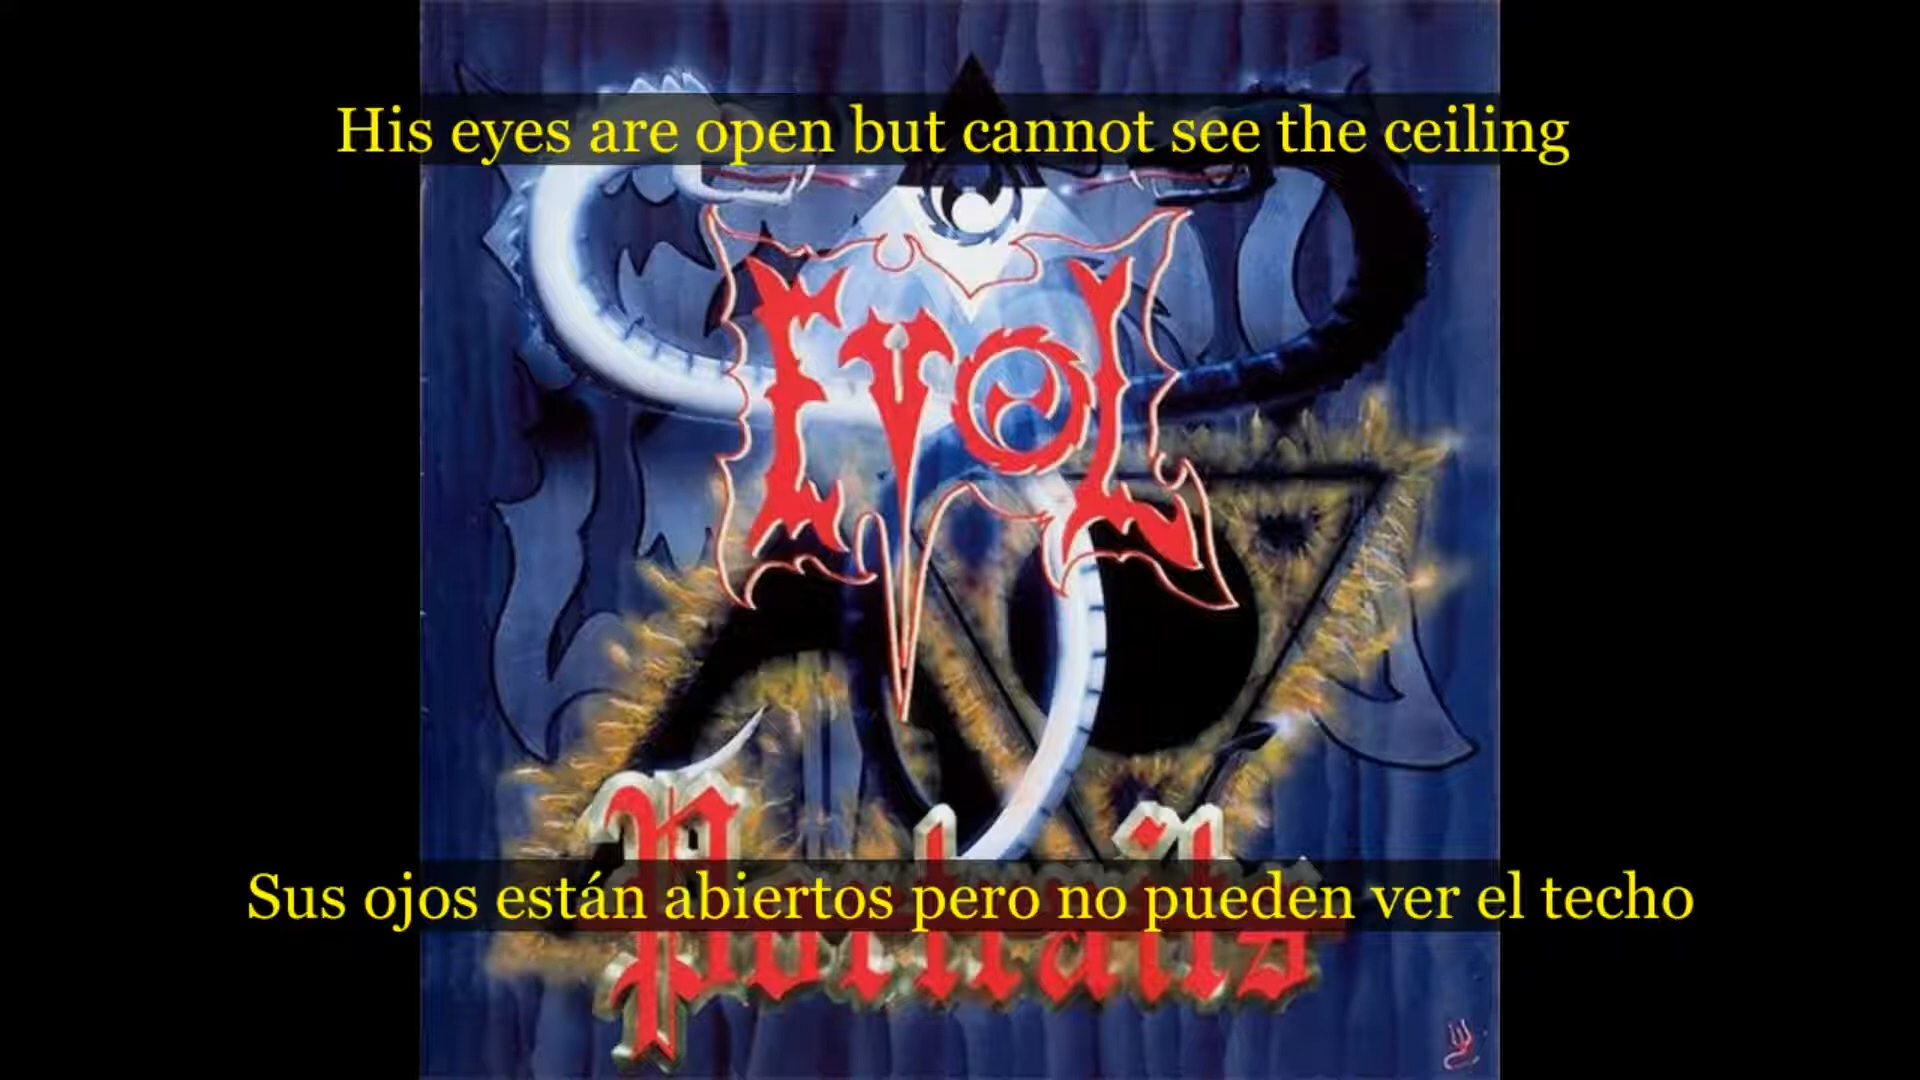 His eyes are open but cannot see the ceiling
Evol
Sus ojos están abiertos pero no pueden ver el techo
Portraits